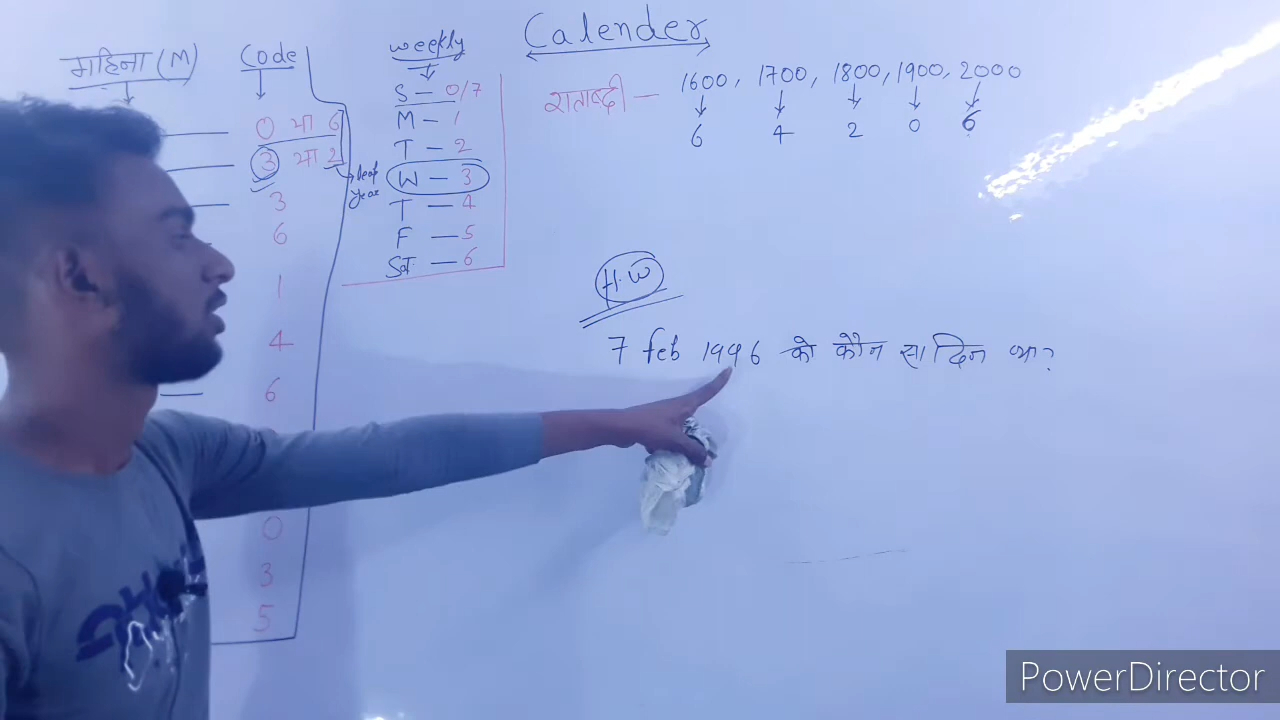 Calender
महिना (M)
Code
0 या 6
3 या 2
leap
year
3
6
1
4
6
0
3
5
weekly
S - 0/7
M - 1
T - 2
W - 3
T - 4
F - 5
Sat - 6
शताब्दी - 1600, 1700, 1800, 1900, 2000
6 4 2 0 6
H.W
7 feb 1996 को कौन सा दिन था?
PowerDirector